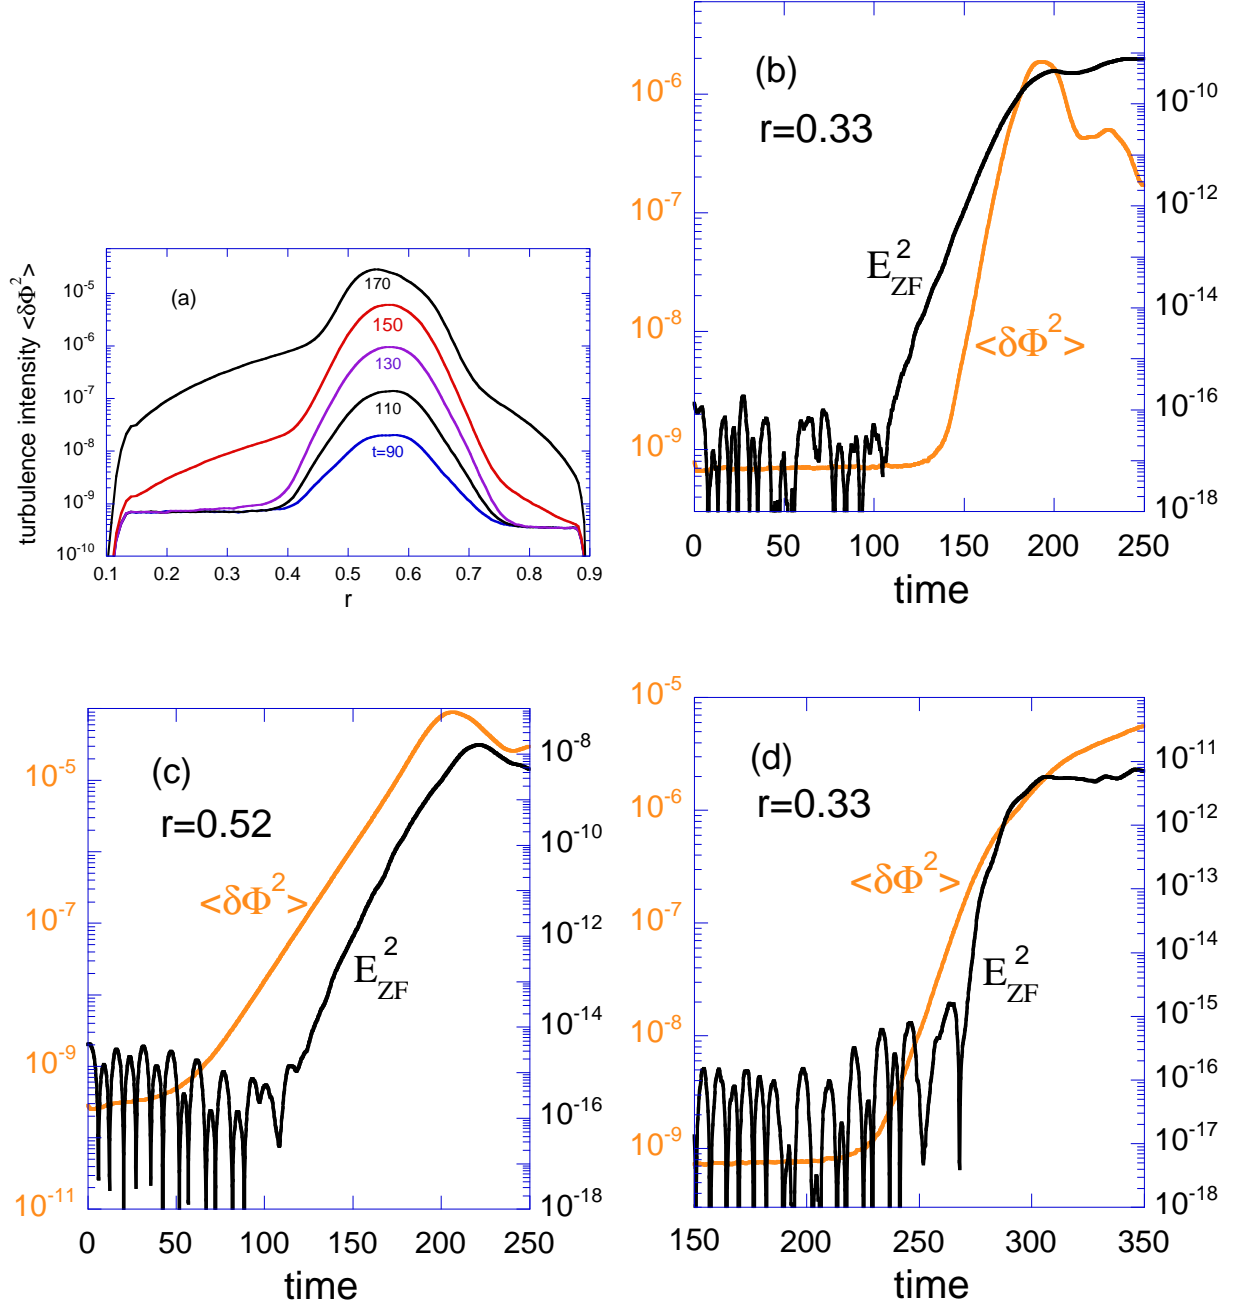 turbulence intensity <δΦ²>
10⁻⁵
10⁻⁶
10⁻⁷
10⁻⁸
10⁻⁹
10⁻¹⁰
(a)
170
150
130
110
t=90
0.1 0.2 0.3 0.4 0.5 0.6 0.7 0.8 0.9
r
(b)
r=0.33
10⁻⁶
10⁻⁷
10⁻⁸
10⁻⁹
E_ZF²
<δΦ²>
10⁻¹⁰
10⁻¹²
10⁻¹⁴
10⁻¹⁶
10⁻¹⁸
0 50 100 150 200 250
time
(c)
r=0.52
10⁻⁵
10⁻⁷
10⁻⁹
10⁻¹¹
<δΦ²>
E_ZF²
10⁻⁸
10⁻¹⁰
10⁻¹²
10⁻¹⁴
10⁻¹⁶
10⁻¹⁸
0 50 100 150 200 250
time
(d)
r=0.33
10⁻⁵
10⁻⁶
10⁻⁷
10⁻⁸
10⁻⁹
<δΦ²>
E_ZF²
10⁻¹¹
10⁻¹²
10⁻¹³
10⁻¹⁴
10⁻¹⁵
10⁻¹⁶
10⁻¹⁷
10⁻¹⁸
150 200 250 300 350
time